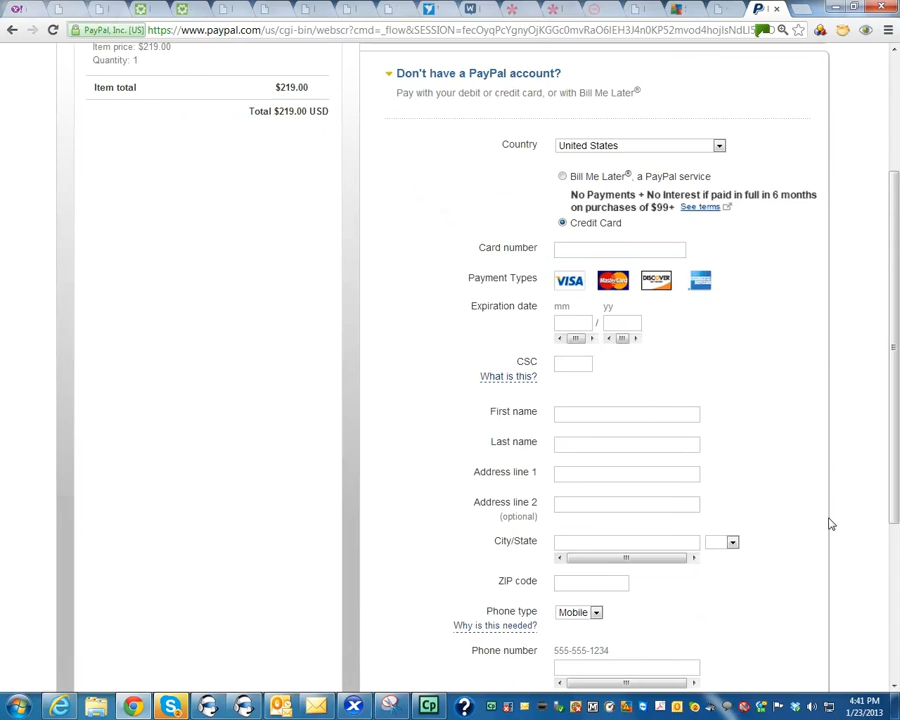 PayPal, Inc. [US] https://www.paypal.com/us/cgi-bin/webscr?cmd=_flow&SESSION=
Item price: $219.00
Quantity: 1
Item total $219.00
Total $219.00 USD
Don't have a PayPal account?
Pay with your debit or credit card, or with Bill Me Later®
Country United States
Bill Me Later®, a PayPal service
No Payments + No Interest if paid in full in 6 months
on purchases of $99+ See terms
Credit Card
Card number
Payment Types VISA MasterCard DISCOVER
Expiration date mm yy
/
CSC
What is this?
First name
Last name
Address line 1
Address line 2
(optional)
City/State
ZIP code
Phone type Mobile
Why is this needed?
Phone number 555-555-1234
4:41 PM
1/23/2013